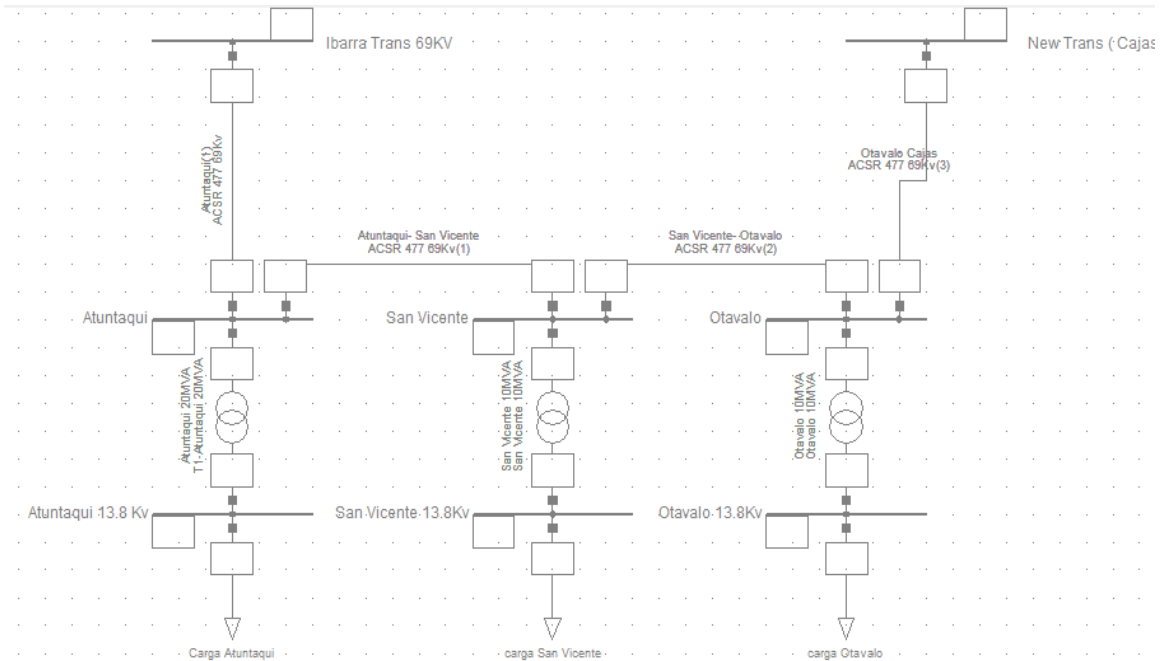 Ibarra Trans 69KV
New Trans ( Cajas
Atuntaqui(1)
ACSR 477 69Kv
Otavalo Cajas
ACSR 477 69Kv(3)
Atuntaqui- San Vicente
ACSR 477 69Kv(1)
San Vicente- Otavalo
ACSR 477 69Kv(2)
Atuntaqui
San Vicente
Otavalo
Atuntaqui 20MVA
T1-Atuntaqui 20MVA
San Vicente 10MVA
San Vicente 10MVA
Otavalo 10MVA
Otavalo 10MVA
Atuntaqui 13.8 Kv
San Vicente 13.8Kv
Otavalo 13.8Kv
Carga Atuntaqui
carga San Vicente
carga Otavalo